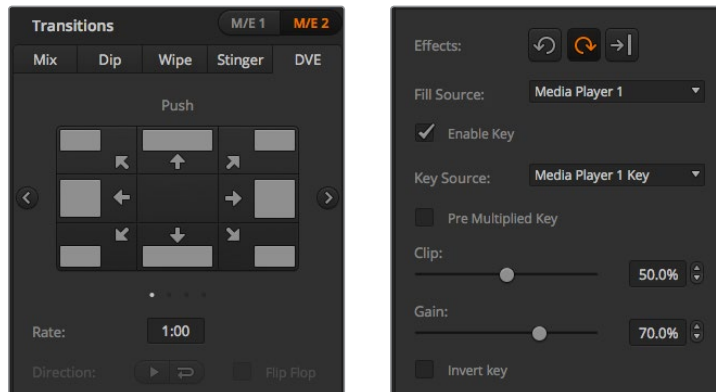 Transitions M/E 1 M/E 2
Mix Dip Wipe Stinger DVE
Push
Rate: 1:00
Direction: Flip Flop
Effects:
Fill Source: Media Player 1
Enable Key
Key Source: Media Player 1 Key
Pre Multiplied Key
Clip:
50.0%
Gain:
70.0%
Invert key